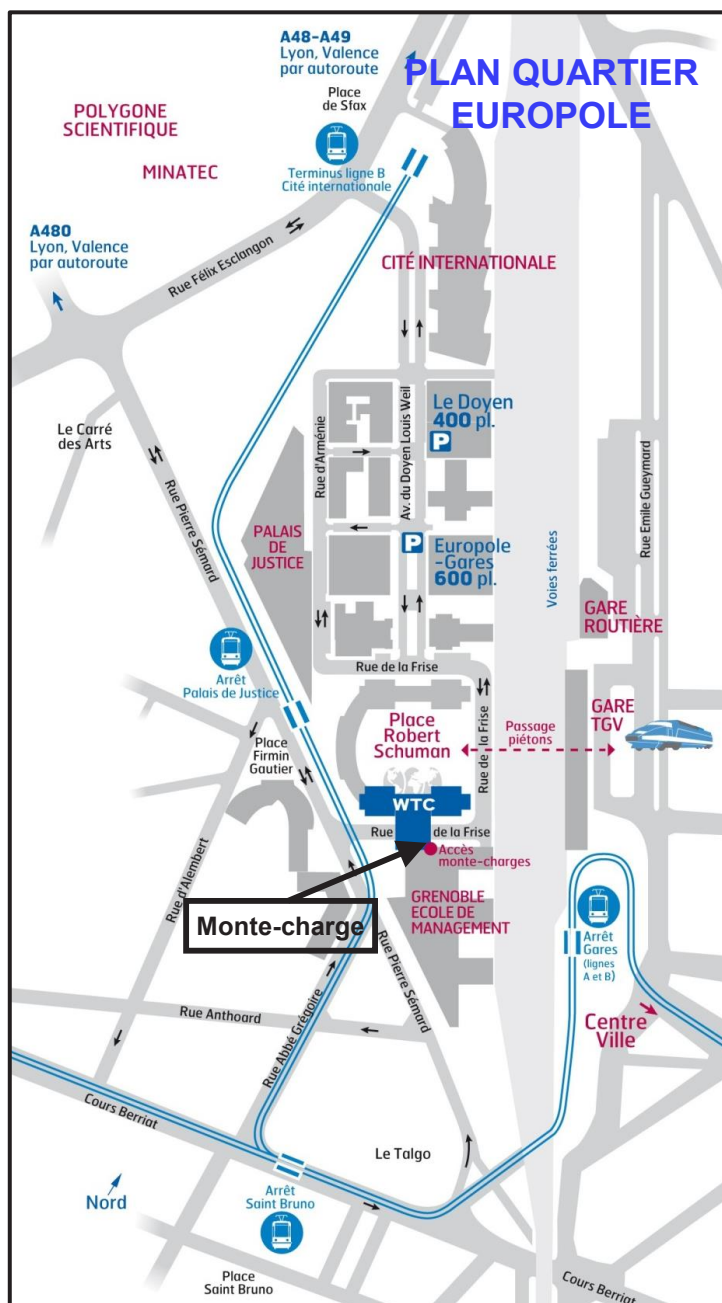 PLAN QUARTIER
EUROPOLE
A48-A49
Lyon, Valence
par autoroute
Place
de Sfax
POLYGONE
SCIENTIFIQUE
MINATEC
Terminus ligne B
Cité internationale
A480
Lyon, Valence
par autoroute
Rue Félix Esclangon
CITÉ INTERNATIONALE
Le Carré
des Arts
Rue Pierre Sémard
Rue d'Arménie
Av. du Doyen Louis Weil
Le Doyen
400 pl.
P
PALAIS
DE
JUSTICE
P
Europole
-Gares
600 pl.
Voies ferrées
Rue Emile Gueymard
GARE
ROUTIÈRE
Arrêt
Palais de Justice
Rue de la Frise
GARE
TGV
Place
Robert
Schuman
Rue de la Frise
Passage
piétons
Place
Firmin
Gautier
WTC
Rue
de la Frise
Accès
monte-charges
Rue d'Alembert
Monte-charge
GRENOBLE
ECOLE DE
MANAGEMENT
Arrêt
Gares
(lignes
A et B)
Rue Pierre Sémard
Rue Anthoard
Rue Abbé Grégoire
Centre
Ville
Cours Berriat
Le Talgo
Nord
Arrêt
Saint Bruno
Place
Saint Bruno
Cours Berriat